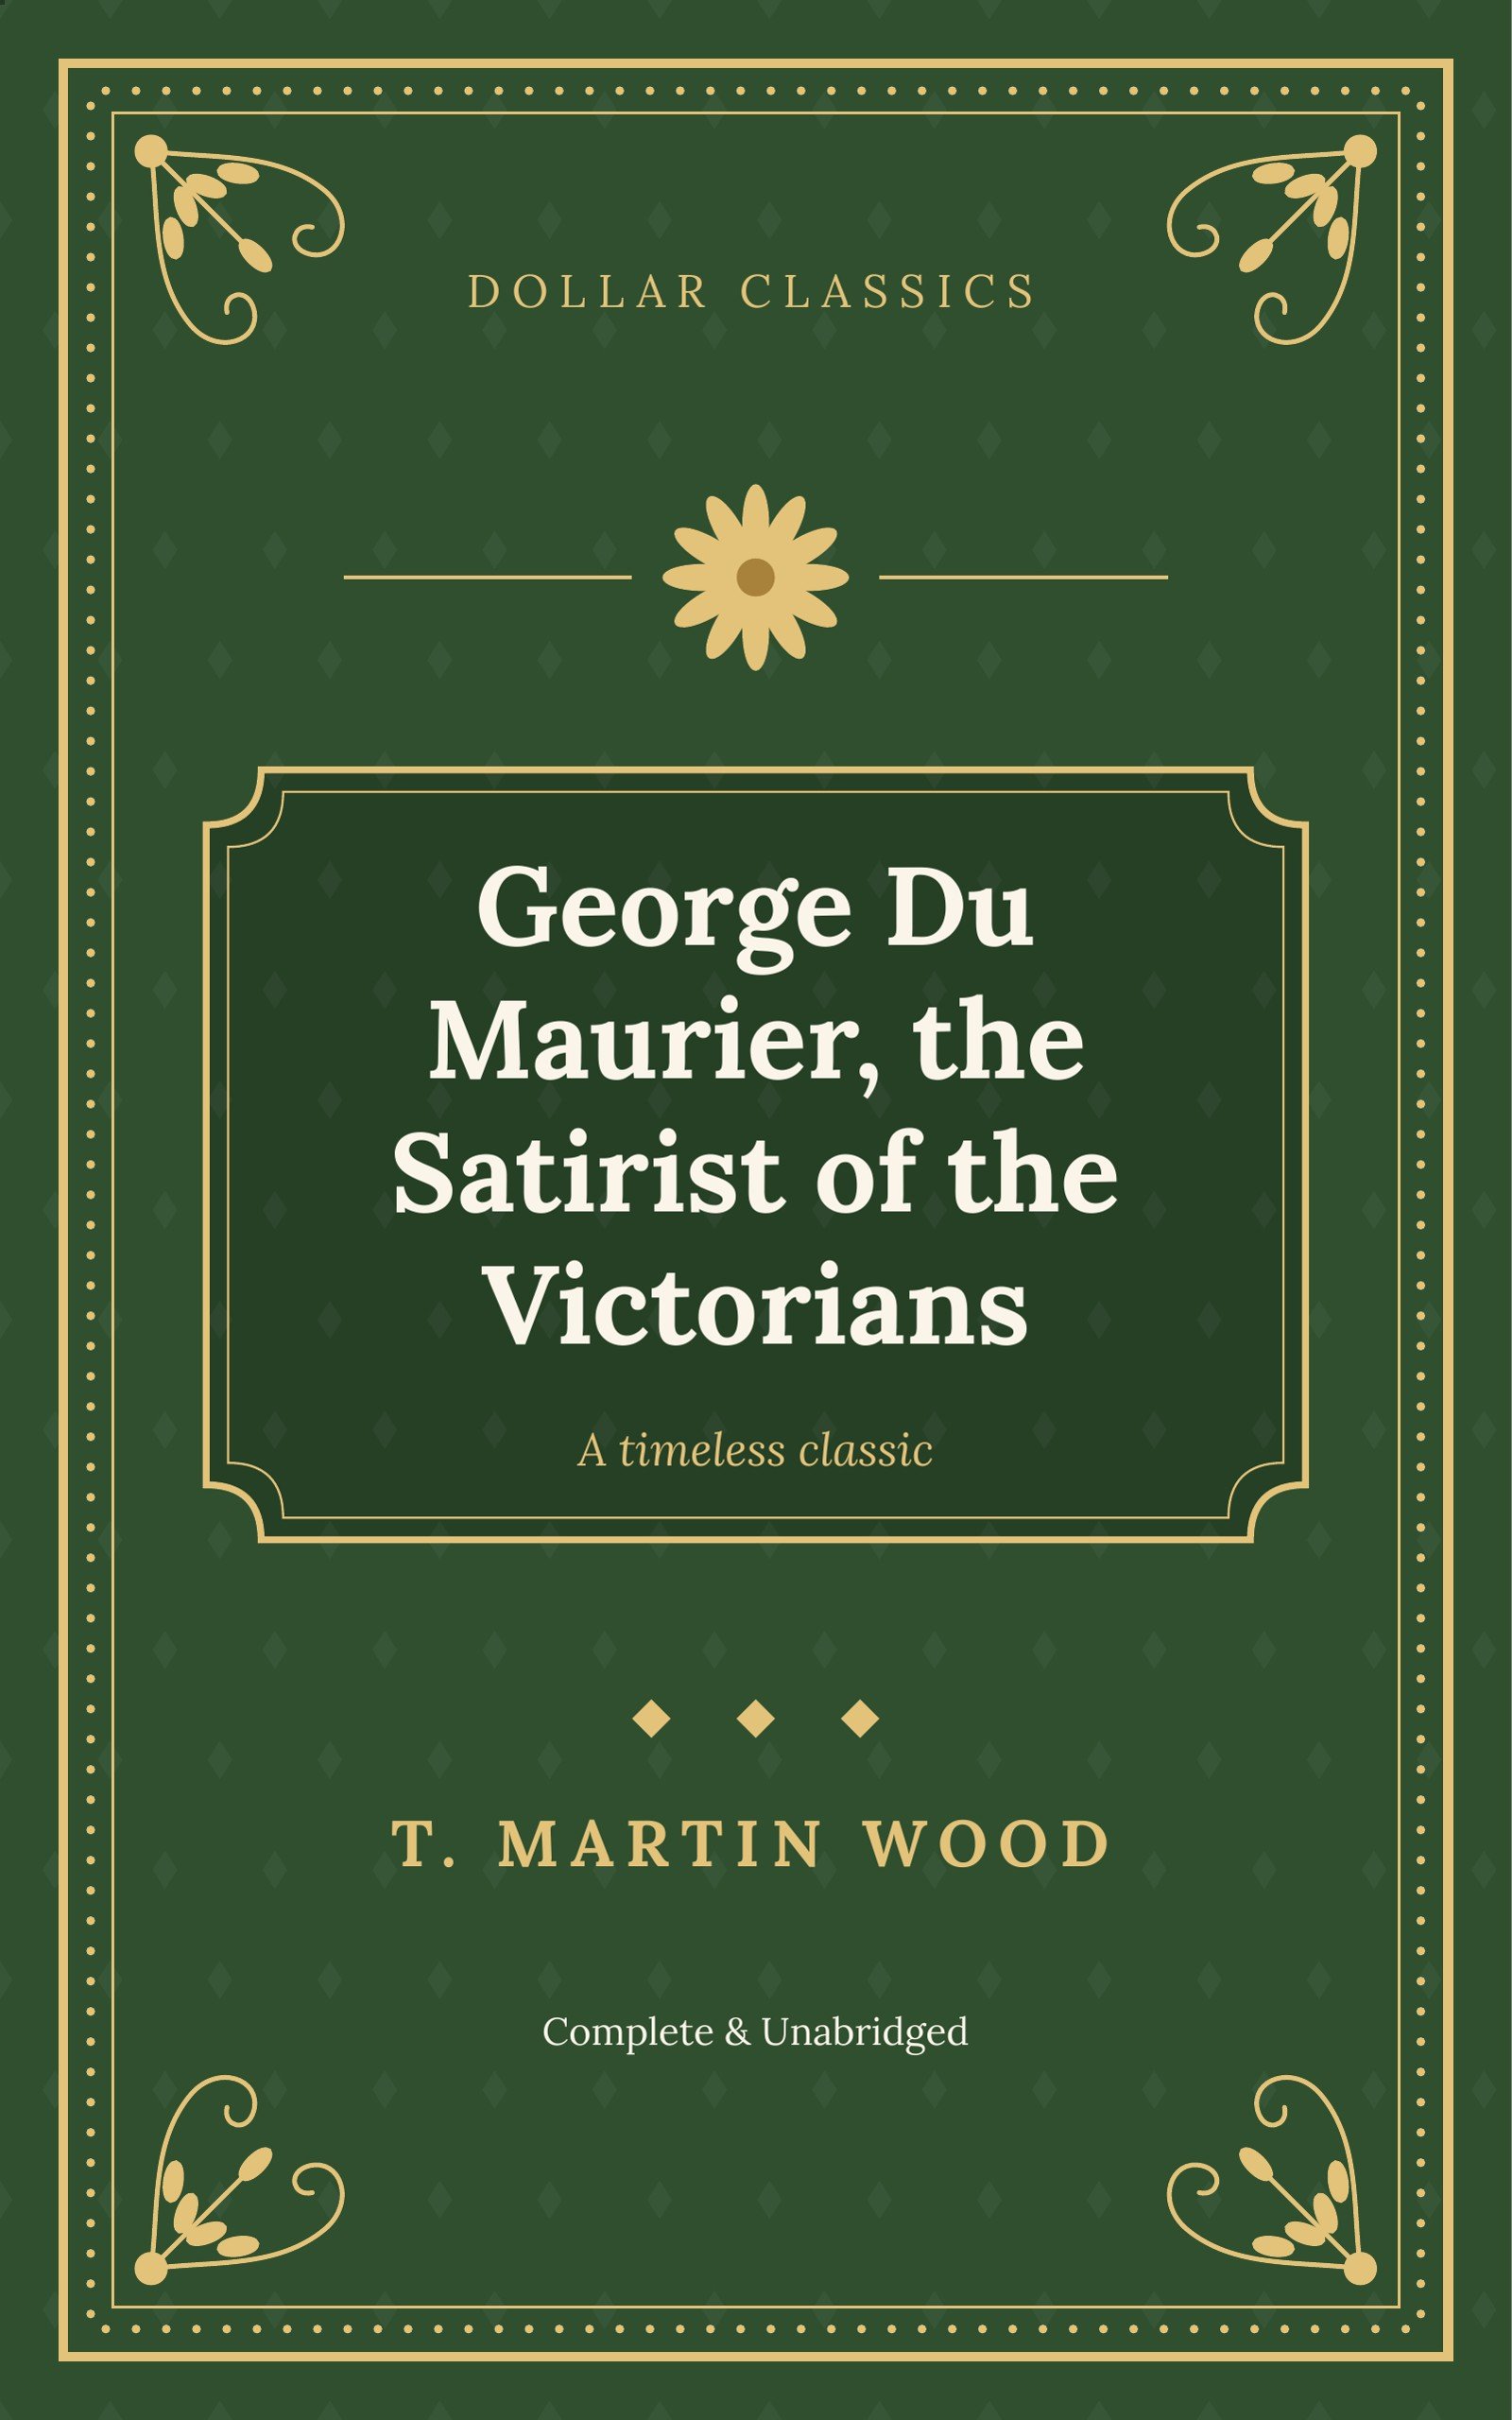 DOLLAR CLASSICS
George Du
Maurier, the
Satirist of the
Victorians
A timeless classic
T. MARTIN WOOD
Complete & Unabridged